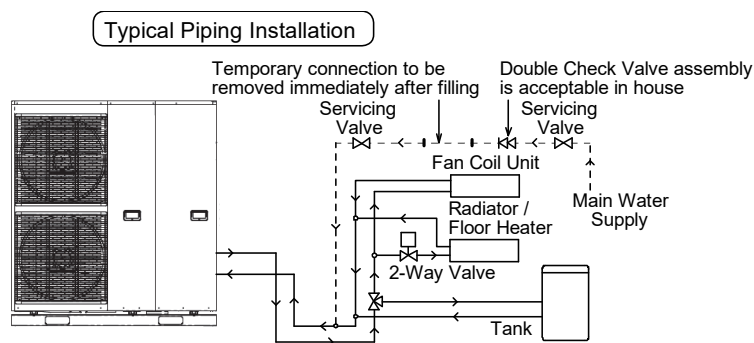 Typical Piping Installation
Temporary connection to be
removed immediately after filling
Double Check Valve assembly
is acceptable in house
Servicing
Valve
Servicing
Valve
Fan Coil Unit
Radiator /
Floor Heater
Main Water
Supply
2-Way Valve
Tank